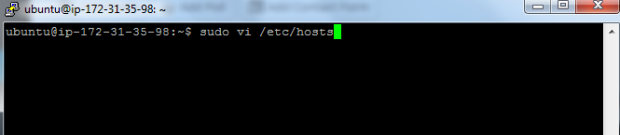 ubuntu@ip-172-31-35-98: ~
ubuntu@ip-172-31-35-98:~$ sudo vi /etc/hosts